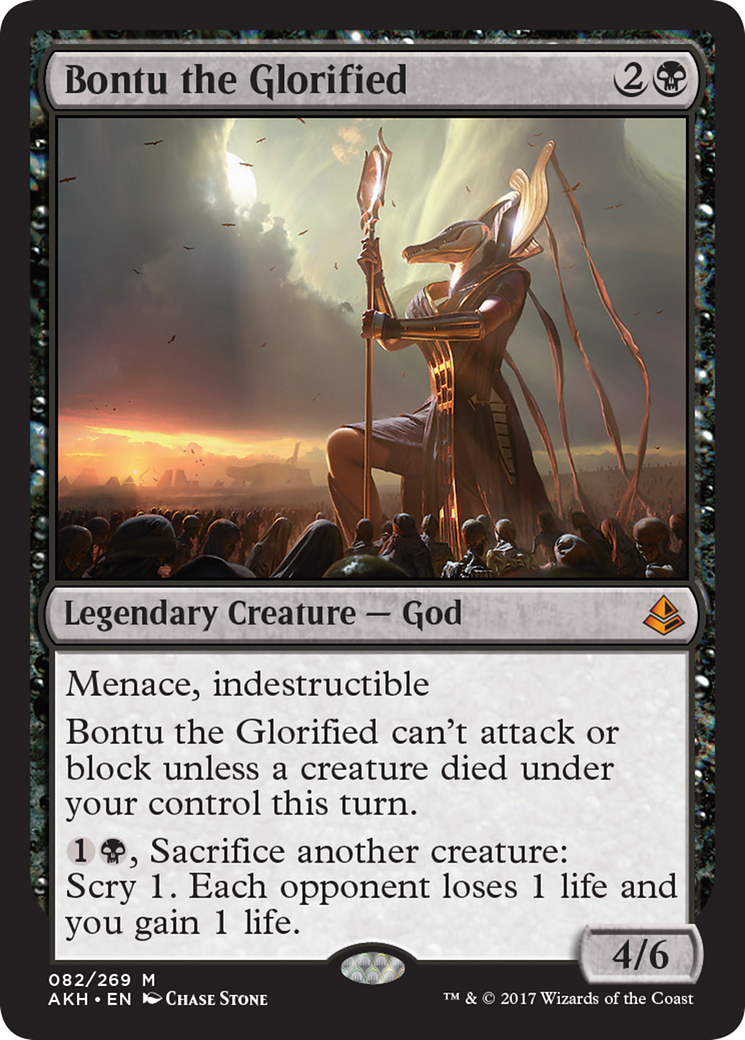 Bontu the Glorified 2
Legendary Creature — God
Menace, indestructible
Bontu the Glorified can't attack or
block unless a creature died under
your control this turn.
1, Sacrifice another creature:
Scry 1. Each opponent loses 1 life and
you gain 1 life.
4/6
082/269 M
AKH • EN Chase Stone
™ & © 2017 Wizards of the Coast